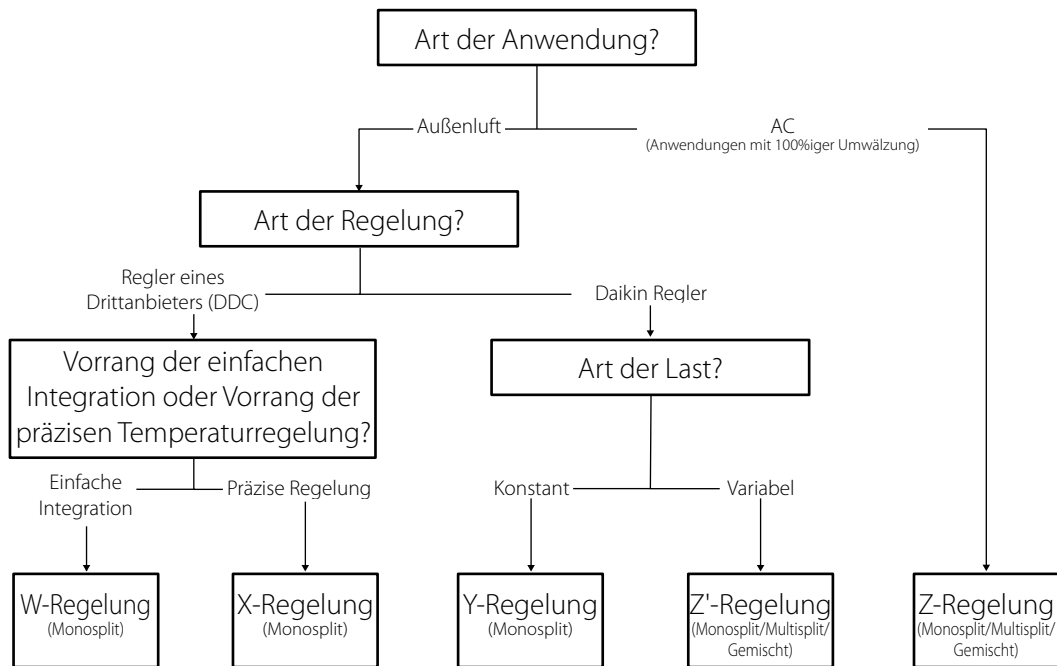 Art der Anwendung?
Außenluft
AC
(Anwendungen mit 100%iger Umwälzung)
Art der Regelung?
Regler eines
Drittanbieters (DDC)
Daikin Regler
Vorrang der einfachen
Integration oder Vorrang der
präzisen Temperaturregelung?
Art der Last?
Einfache
Integration
Präzise Regelung
Konstant
Variabel
W-Regelung
(Monosplit)
X-Regelung
(Monosplit)
Y-Regelung
(Monosplit)
Z'-Regelung
(Monosplit/Multisplit/
Gemischt)
Z-Regelung
(Monosplit/Multisplit/
Gemischt)